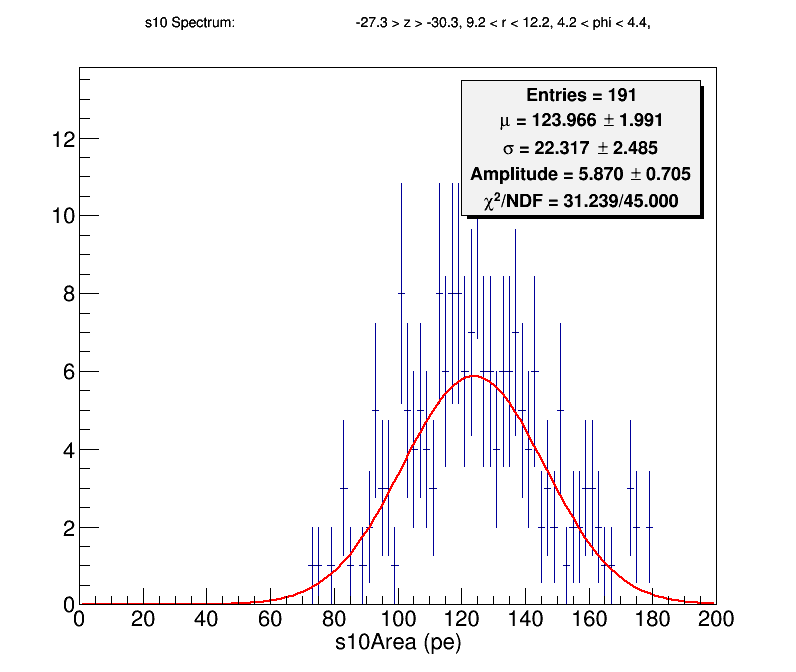 s10 Spectrum: -27.3 > z > -30.3, 9.2 < r < 12.2, 4.2 < phi < 4.4,
Entries = 191
μ = 123.966 ± 1.991
σ = 22.317 ± 2.485
Amplitude = 5.870 ± 0.705
χ²/NDF = 31.239/45.000
12
10
8
6
4
2
0
0 20 40 60 80 100 120 140 160 180 200
s10Area (pe)